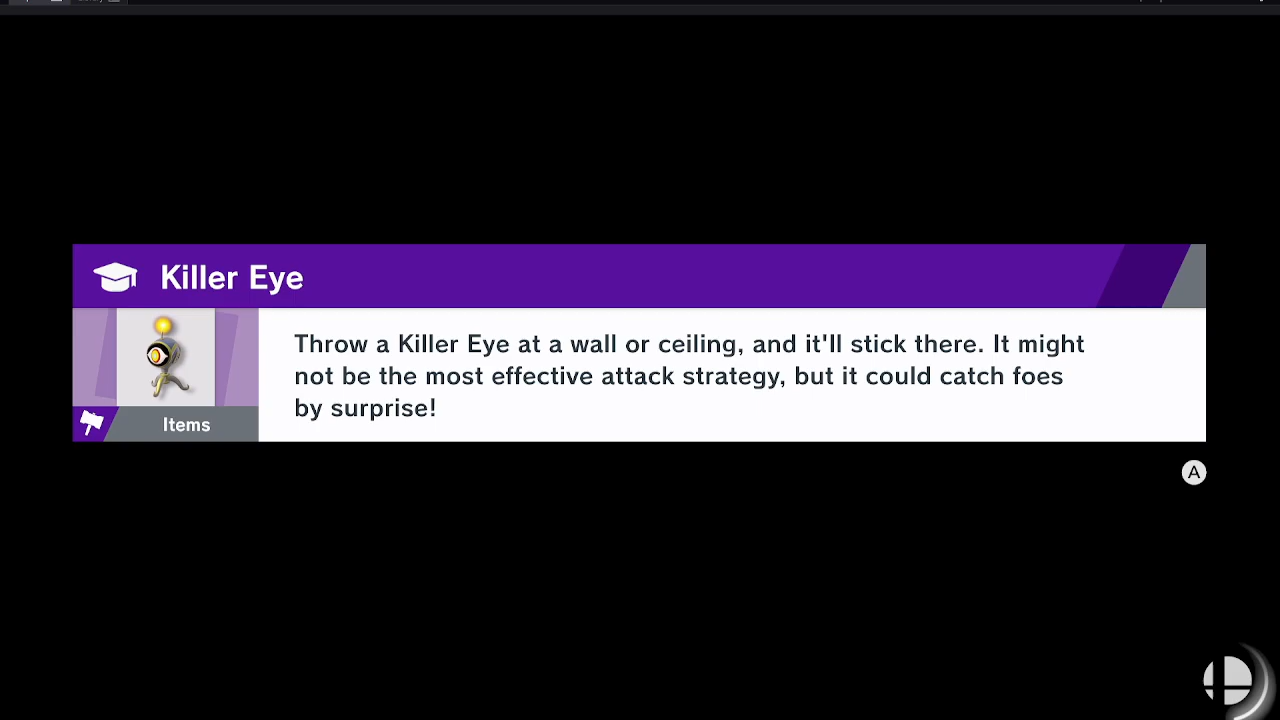 Killer Eye
Throw a Killer Eye at a wall or ceiling, and it'll stick there. It might
not be the most effective attack strategy, but it could catch foes
by surprise!
Items
A